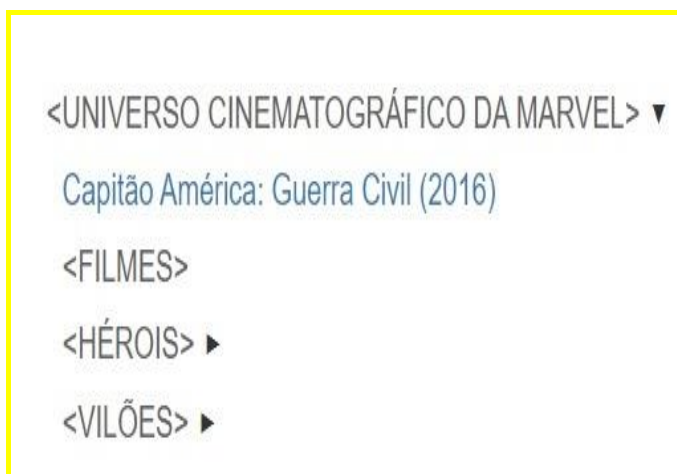 <UNIVERSO CINEMATOGRÁFICO DA MARVEL> ▼
Capitão América: Guerra Civil (2016)
<FILMES>
<HÉROIS> ►
<VILÕES> ►